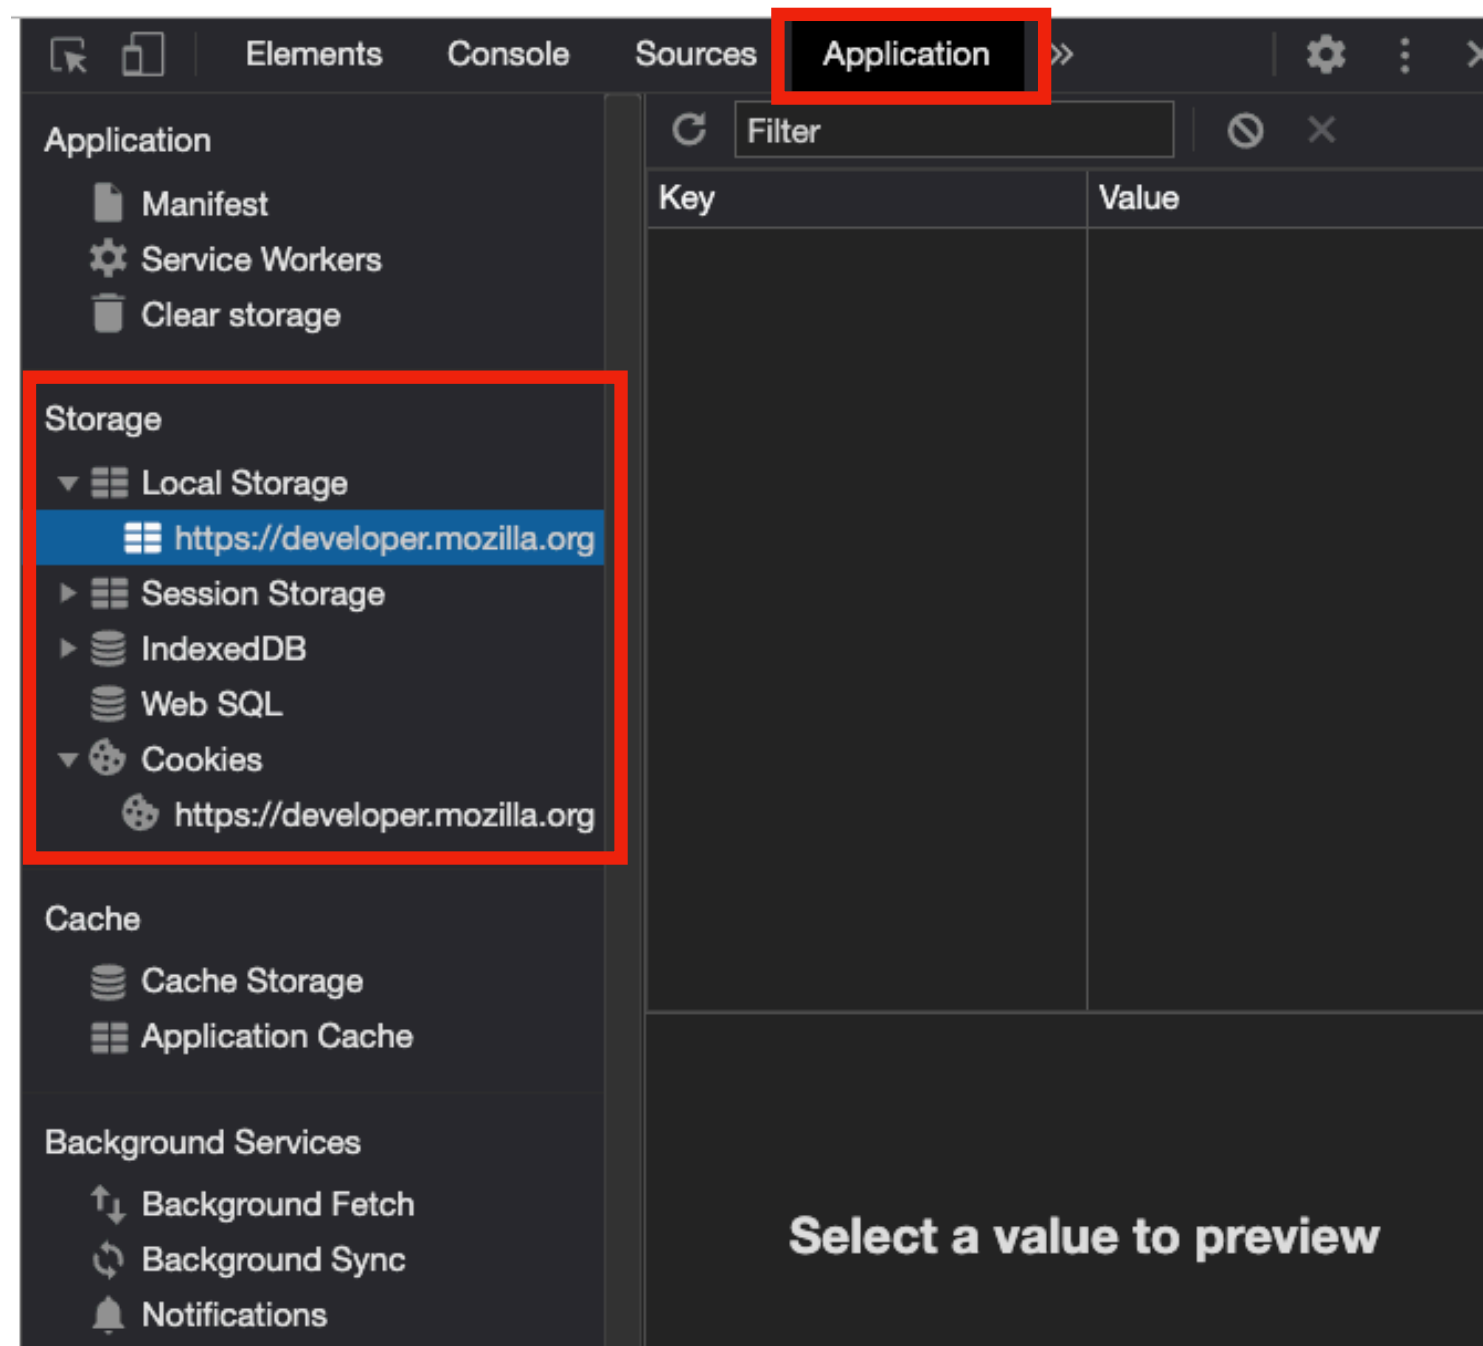 Elements Console Sources Application »
Application
Manifest
Service Workers
Clear storage
Storage
Local Storage
https://developer.mozilla.org
Session Storage
IndexedDB
Web SQL
Cookies
https://developer.mozilla.org
Cache
Cache Storage
Application Cache
Background Services
Background Fetch
Background Sync
Notifications
Filter
Key Value
Select a value to preview